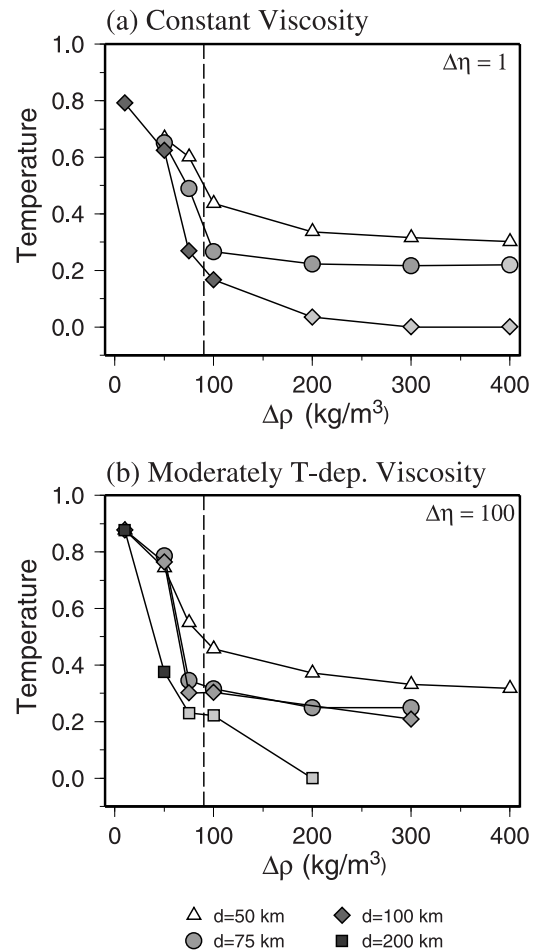 (a) Constant Viscosity
1.0
Δη = 1
0.8
0.6
0.4
0.2
0.0
Temperature
0 100 200 300 400
Δρ (kg/m³)
(b) Moderately T-dep. Viscosity
1.0
Δη = 100
0.8
0.6
0.4
0.2
0.0
Temperature
0 100 200 300 400
Δρ (kg/m³)
d=50 km d=100 km
d=75 km d=200 km